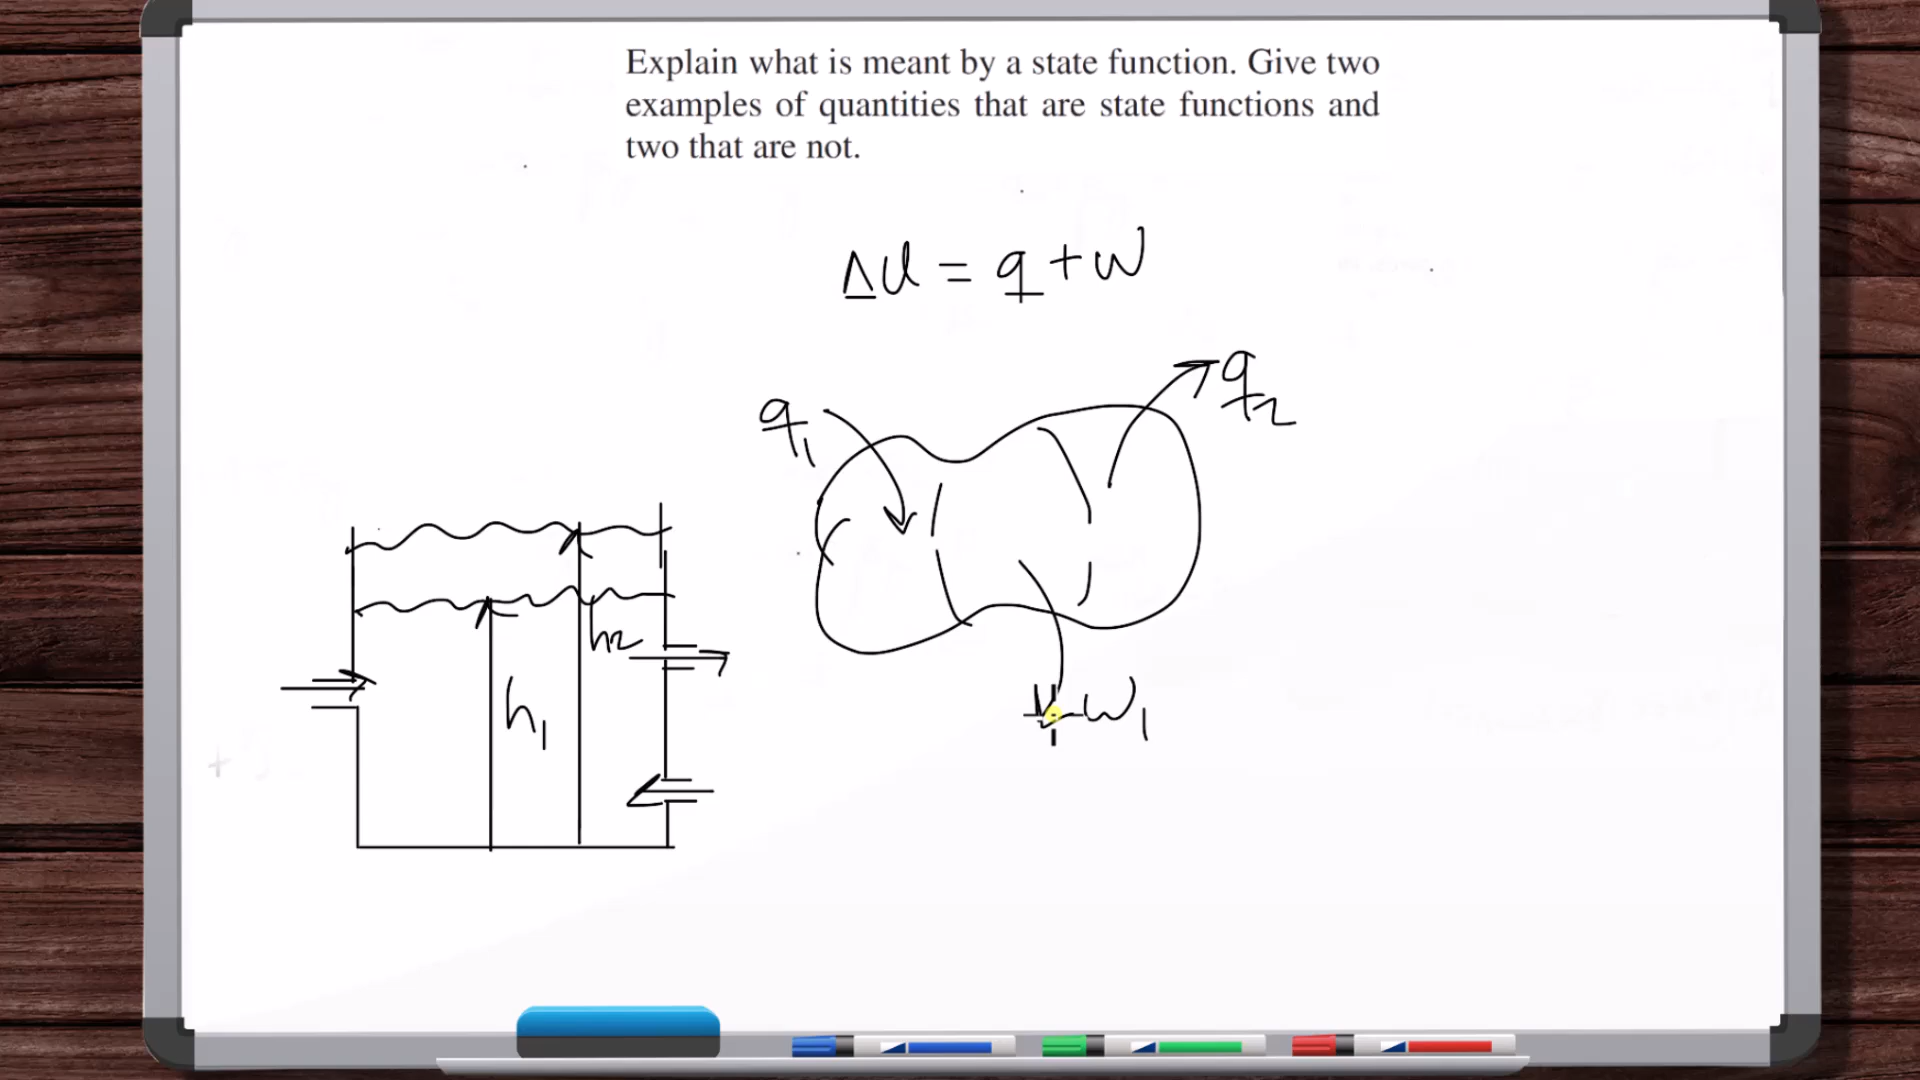 Explain what is meant by a state function. Give two
examples of quantities that are state functions and
two that are not.
ΔU = q + w
q₂
q₁
h₂
h₁
w₁